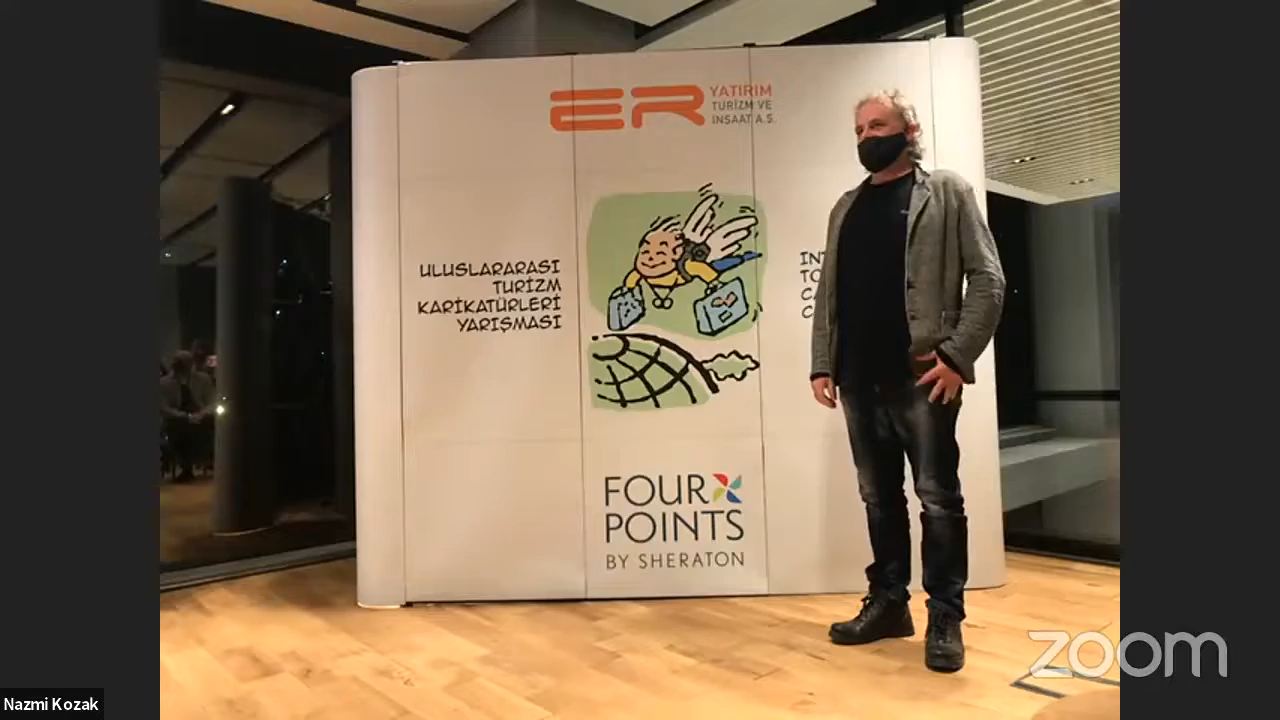 ER
YATIRIM
TURİZM VE
İNŞAAT A.Ş.
ULUSLARARASI
TURİZM
KARİKATÜRLERİ
YARIŞMASI
FOUR
POINTS
BY SHERATON
zoom
Nazmi Kozak